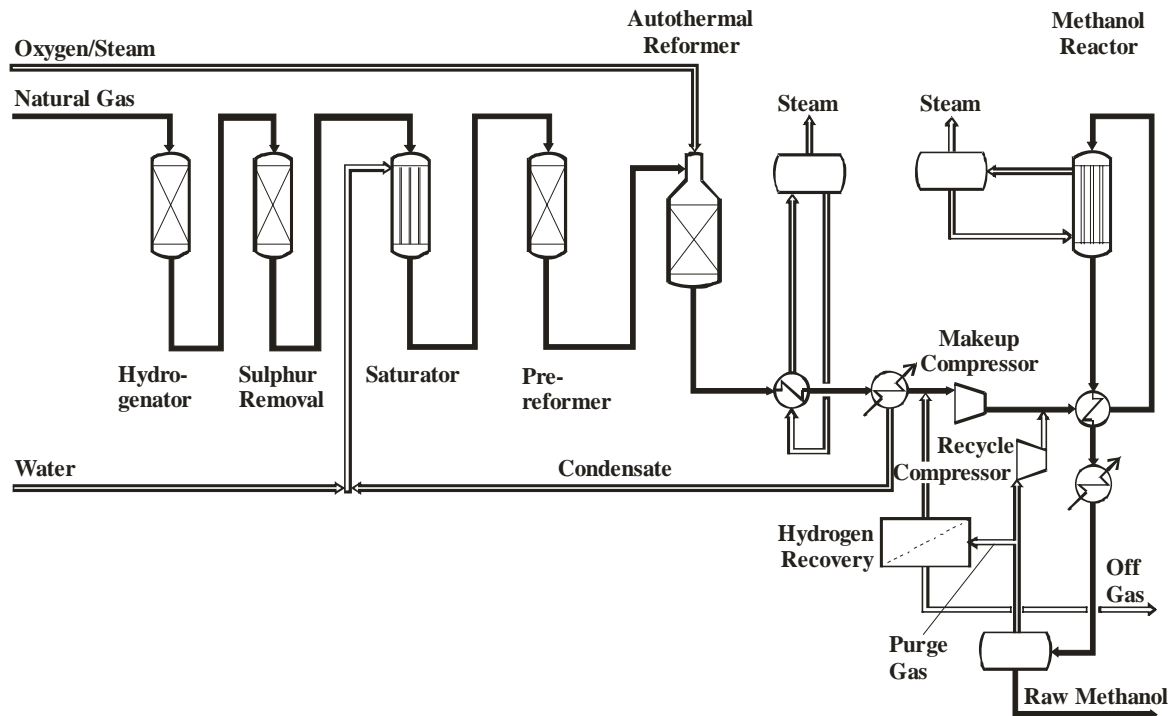 Autothermal
Reformer
Methanol
Reactor
Oxygen/Steam
Natural Gas
Steam
Steam
Hydro-
genator
Sulphur
Removal
Saturator
Pre-
reformer
Makeup
Compressor
Recycle
Compressor
Water
Condensate
Hydrogen
Recovery
Off
Gas
Purge
Gas
Raw Methanol